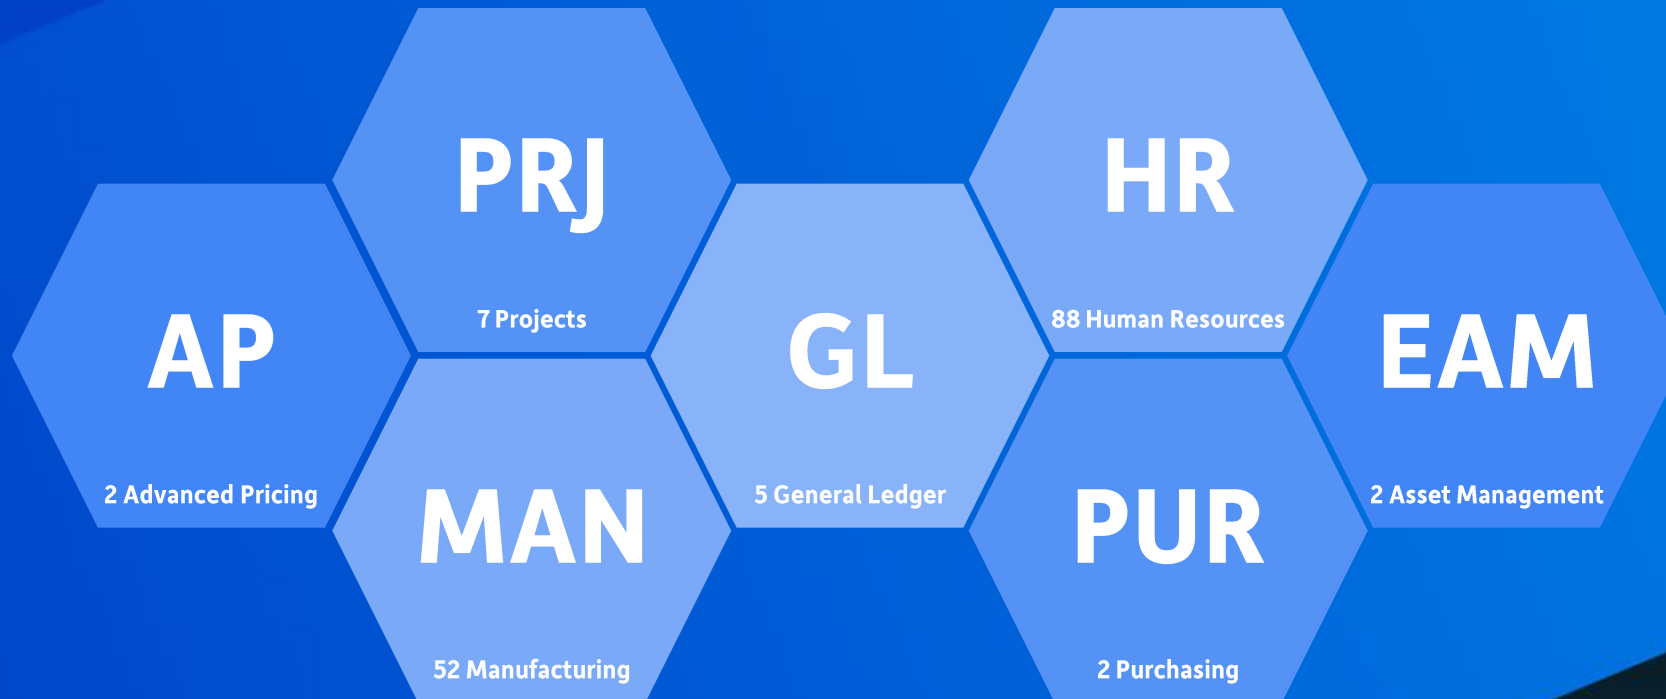 PRJ
7 Projects
HR
88 Human Resources
AP
2 Advanced Pricing
GL
5 General Ledger
EAM
2 Asset Management
MAN
52 Manufacturing
PUR
2 Purchasing